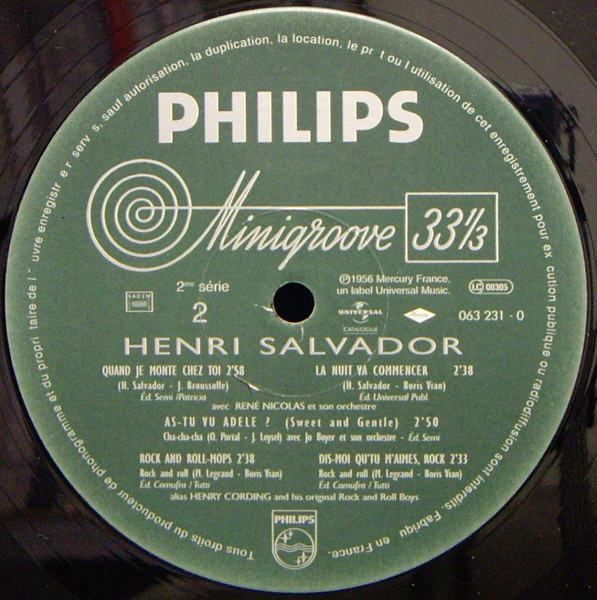 Tous droits du producteur de phonogramme et du propri taire de l' uvre enregistr e r serv s, sauf autorisation, la duplication, la location, le pr t ou l utilisation de cet enregistrement pour ex cution publique ou radiodiffusion sont interdits. Fabriqu en France.
PHILIPS
Minigroove 33 1/3
2me série
2
SACEM
℗1956 Mercury France,
un label Universal Music.
LC 00305
UNIVERSAL
CATALOGUE
063 231 - 0
HENRI SALVADOR
QUAND JE MONTE CHEZ TOI 2'58
(H. Salvador - J. Broussolle)
Éd. Semi /Patricia
LA NUIT VA COMMENCER 2'38
(H. Salvador - Boris Vian)
Éd.Universal Publ.
avec RENÉ NICOLAS et son orchestre
AS-TU VU ADELE ? (Sweet and Gentle) 2'50
Cha-cha-cha (O. Portal - J. Loysel) avec Jo Boyer et son orchestre - Éd. Semi
ROCK AND ROLL-MOPS 2'38
Rock and roll (M. Legrand - Boris Vian)
Éd. Comufra / Tutti
DIS-MOI QU'TU M'AIMES, ROCK 2'33
Rock and roll (M. Legrand - Boris Vian)
Éd. Comufra / Tutti
alias HENRY CORDING and his original Rock and Roll Boys
PHILIPS